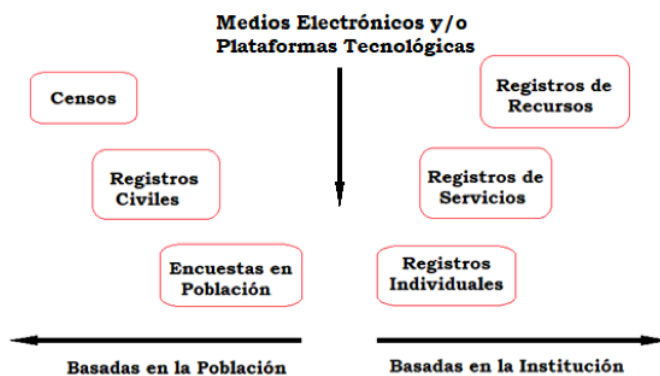 Medios Electrónicos y/o
Plataformas Tecnológicas
Censos
Registros de
Recursos
Registros
Civiles
Registros de
Servicios
Encuestas en
Población
Registros
Individuales
Basadas en la Población
Basadas en la Institución